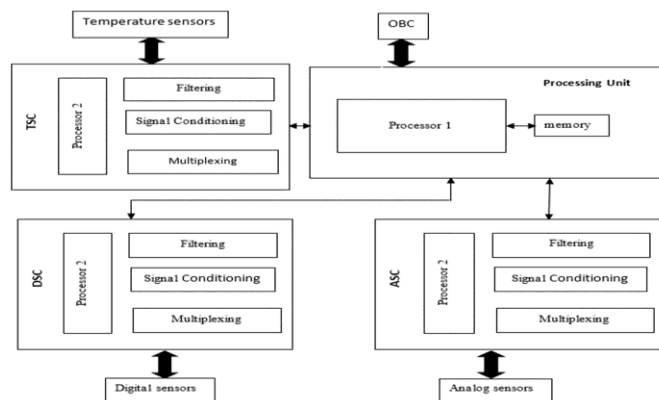 Temperature sensors
OBC
TSC
Processor 2
Filtering
Signal Conditioning
Multiplexing
Processing Unit
Processor 1
memory
DSC
Processor 2
Filtering
Signal Conditioning
Multiplexing
ASC
Processor 2
Filtering
Signal Conditioning
Multiplexing
Digital sensors
Analog sensors